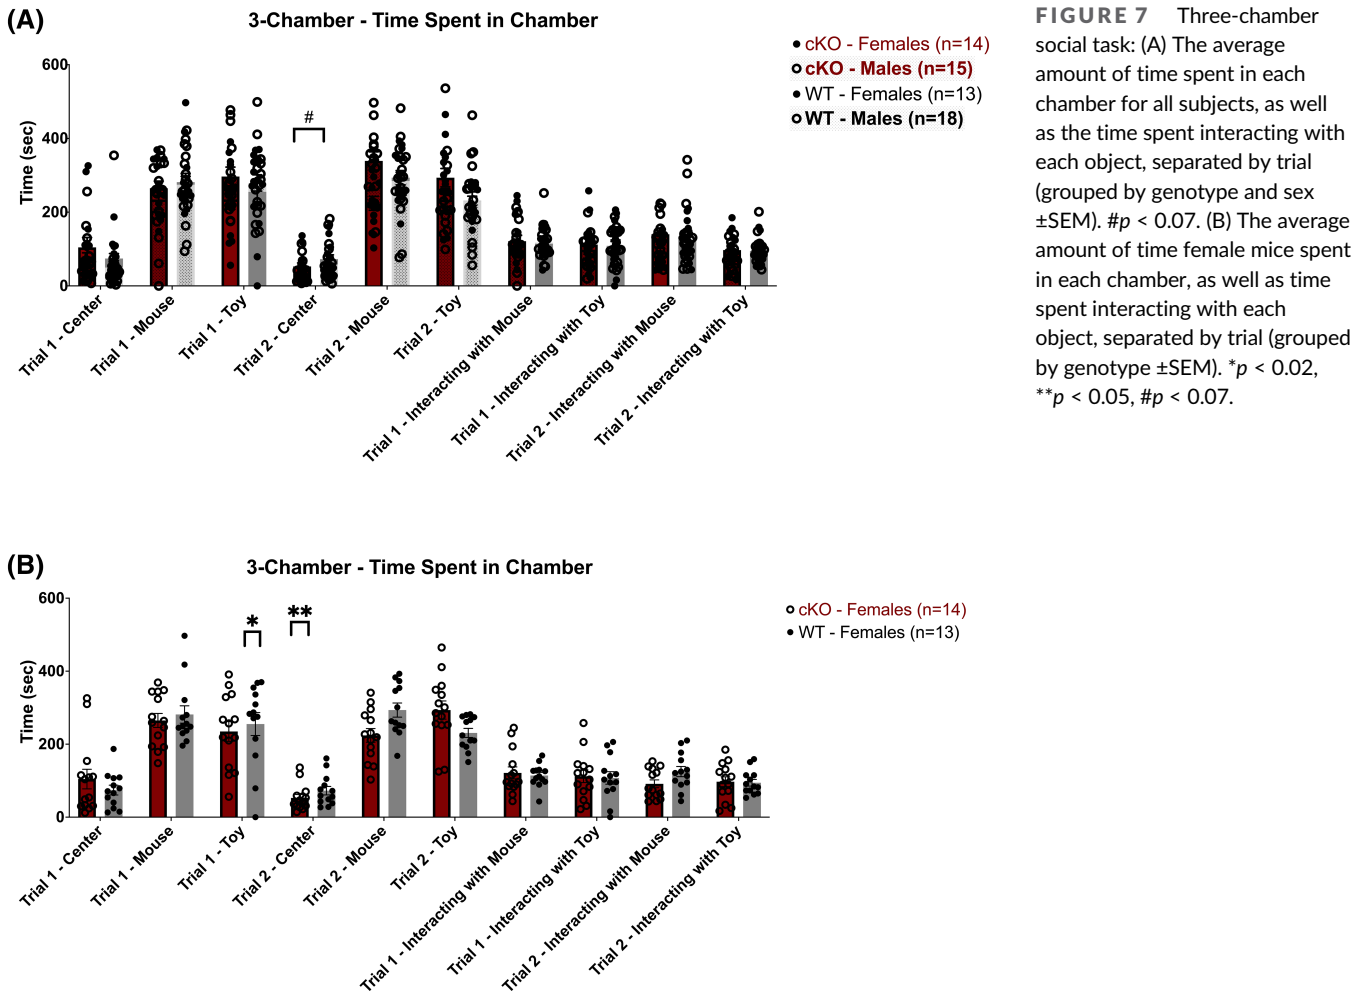 (A)
3-Chamber - Time Spent in Chamber
Time (sec)
600
400
200
0
#
cKO - Females (n=14)
cKO - Males (n=15)
WT - Females (n=13)
WT - Males (n=18)
Trial 1 - Center
Trial 1 - Mouse
Trial 1 - Toy
Trial 2 - Center
Trial 2 - Mouse
Trial 2 - Toy
Trial 1 - Interacting with Mouse
Trial 1 - Interacting with Toy
Trial 2 - Interacting with Mouse
Trial 2 - Interacting with Toy
FIGURE 7 Three-chamber
social task: (A) The average
amount of time spent in each
chamber for all subjects, as well
as the time spent interacting with
each object, separated by trial
(grouped by genotype and sex
±SEM). #p < 0.07. (B) The average
amount of time female mice spent
in each chamber, as well as time
spent interacting with each
object, separated by trial (grouped
by genotype ±SEM). *p < 0.02,
**p < 0.05, #p < 0.07.
(B)
3-Chamber - Time Spent in Chamber
Time (sec)
600
400
200
0
*
**
cKO - Females (n=14)
WT - Females (n=13)
Trial 1 - Center
Trial 1 - Mouse
Trial 1 - Toy
Trial 2 - Center
Trial 2 - Mouse
Trial 2 - Toy
Trial 1 - Interacting with Mouse
Trial 1 - Interacting with Toy
Trial 2 - Interacting with Mouse
Trial 2 - Interacting with Toy